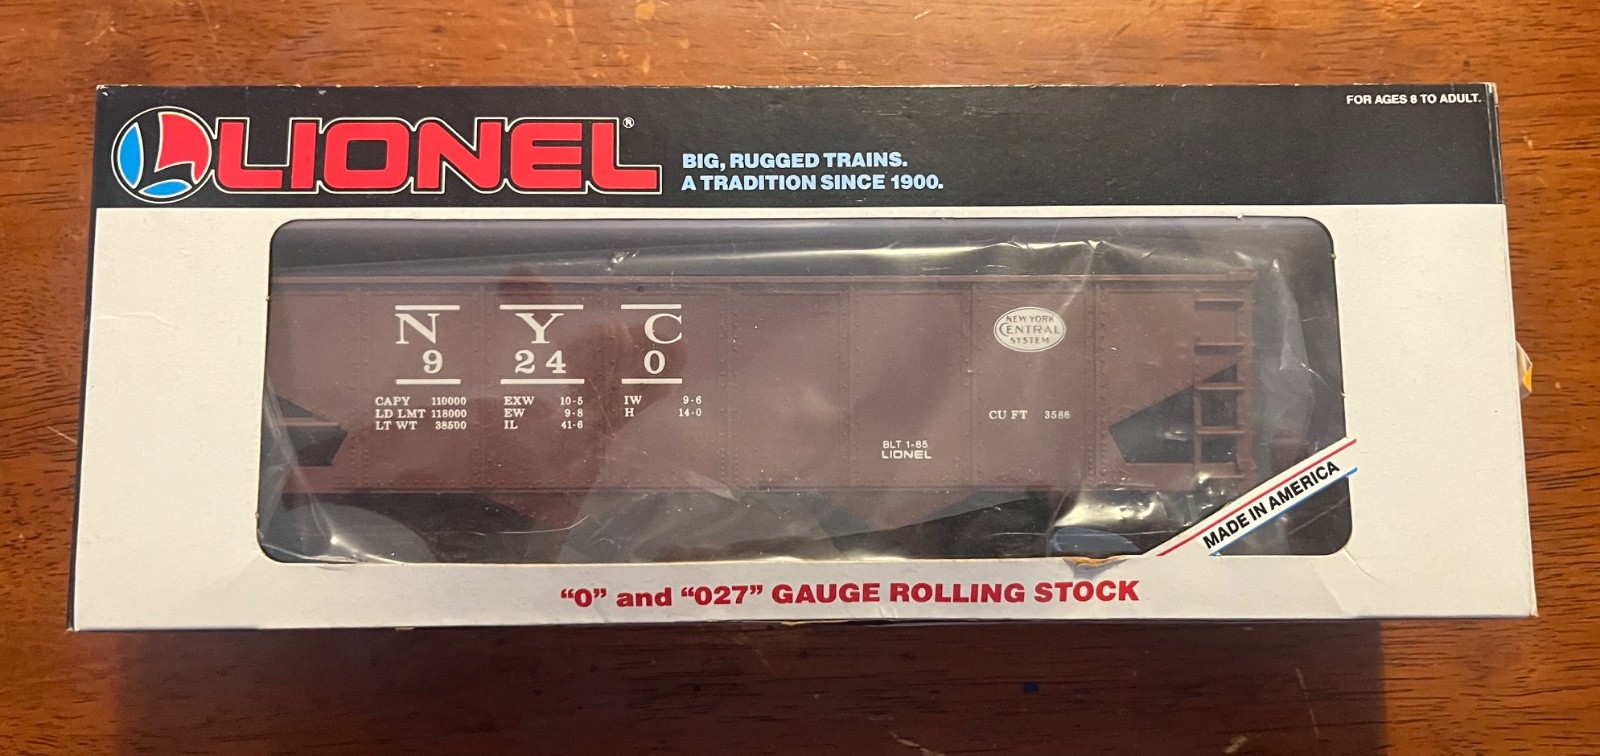 FOR AGES 8 TO ADULT.
LIONEL®
BIG, RUGGED TRAINS.
A TRADITION SINCE 1900.
N Y C
9 24 0
CAPY 110000 EXW 10-5 IW 9-6
LD LMT 118000 EW 9-8 H 14-0
LT WT 38500 IL 41-6
NEW YORK
CENTRAL
SYSTEM
CU FT 3586
BLT 1-85
LIONEL
MADE IN AMERICA
“O” and “027” GAUGE ROLLING STOCK